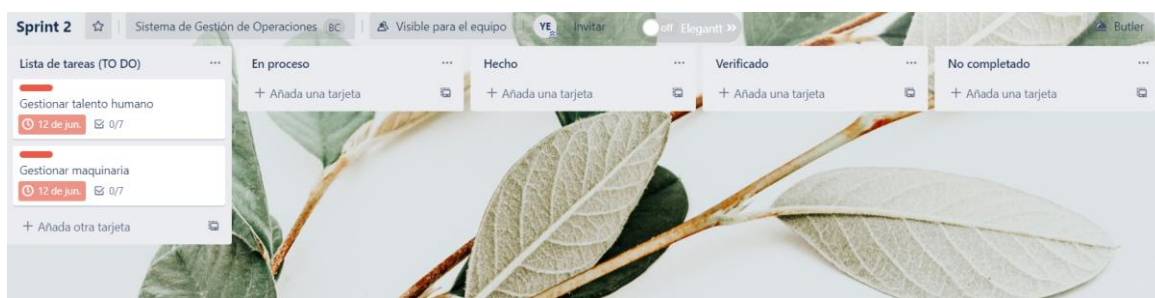 Sprint 2 Sistema de Gestión de Operaciones BC Visible para el equipo YE Invitar off Elegantt Butler
Lista de tareas (TO DO) ...
Gestionar talento humano
12 de jun. 0/7
Gestionar maquinaria
12 de jun. 0/7
+ Añada otra tarjeta
En proceso ...
+ Añada una tarjeta
Hecho ...
+ Añada una tarjeta
Verificado ...
+ Añada una tarjeta
No completado ...
+ Añada una tarjeta